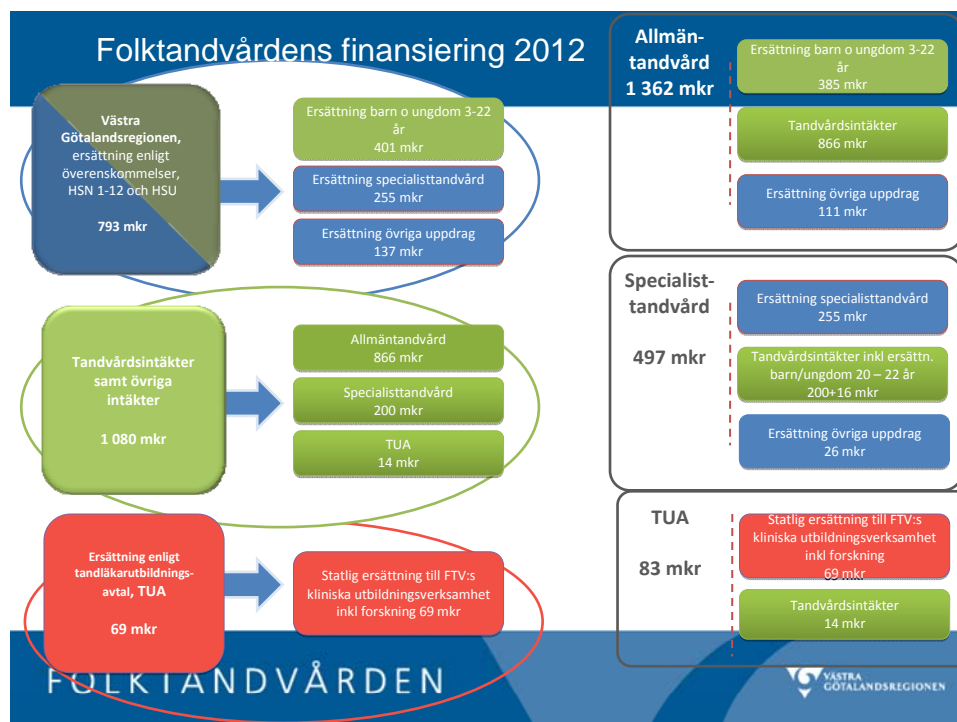 Folktandvårdens finansiering 2012
Västra
Götalandsregionen,
ersättning enligt
överenskommelser,
HSN 1-12 och HSU
793 mkr
Ersättning barn o ungdom 3-22
år
401 mkr
Ersättning specialisttandvård
255 mkr
Ersättning övriga uppdrag
137 mkr
Tandvårdsintäkter
samt övriga
intäkter
1 080 mkr
Allmäntandvård
866 mkr
Specialisttandvård
200 mkr
TUA
14 mkr
Ersättning enligt
tandläkarutbildnings-
avtal, TUA
69 mkr
Statlig ersättning till FTV:s
kliniska utbildningsverksamhet
inkl forskning 69 mkr
Allmän-
tandvård
1 362 mkr
Ersättning barn o ungdom 3-22
år
385 mkr
Tandvårdsintäkter
866 mkr
Ersättning övriga uppdrag
111 mkr
Specialist-
tandvård
497 mkr
Ersättning specialisttandvård
255 mkr
Tandvårdsintäkter inkl ersättn.
barn/ungdom 20 – 22 år
200+16 mkr
Ersättning övriga uppdrag
26 mkr
TUA
83 mkr
Statlig ersättning till FTV:s
kliniska utbildningsverksamhet
inkl forskning
69 mkr
Tandvårdsintäkter
14 mkr
FOLKTANDVÅRDEN
VÄSTRA
GÖTALANDSREGIONEN